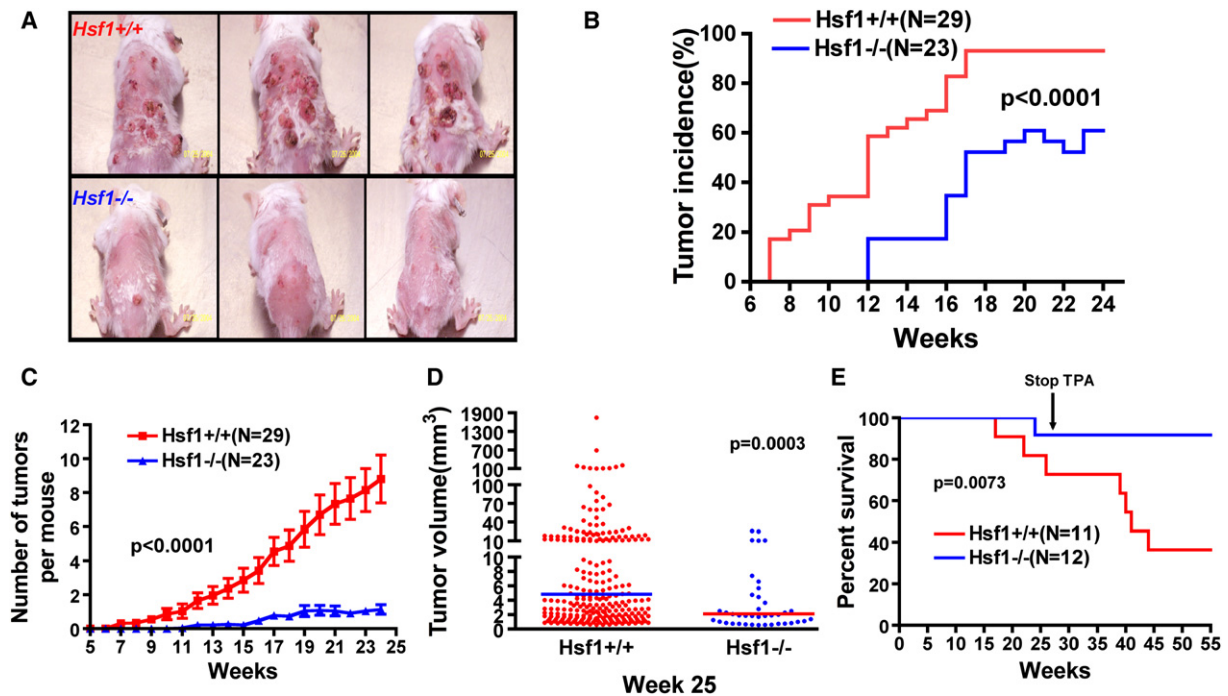 A
Hsf1+/+
Hsf1-/-
B
Hsf1+/+(N=29)
Hsf1-/-(N=23)
p<0.0001
Tumor incidence(%)
100
80
60
40
20
0
6 8 10 12 14 16 18 20 22 24
Weeks
C
Hsf1+/+(N=29)
Hsf1-/-(N=23)
p<0.0001
Number of tumors
per mouse
12
10
8
6
4
2
0
5 7 9 11 13 15 17 19 21 23 25
Weeks
D
Tumor volume(mm3)
1900
1300
700
100
100
70
40
10
10
8
6
4
2
0
p=0.0003
Hsf1+/+ Hsf1-/-
Week 25
E
Stop TPA
p=0.0073
Hsf1+/+(N=11)
Hsf1-/-(N=12)
Percent survival
100
80
60
40
20
0
0 5 10 15 20 25 30 35 40 45 50 55
Weeks